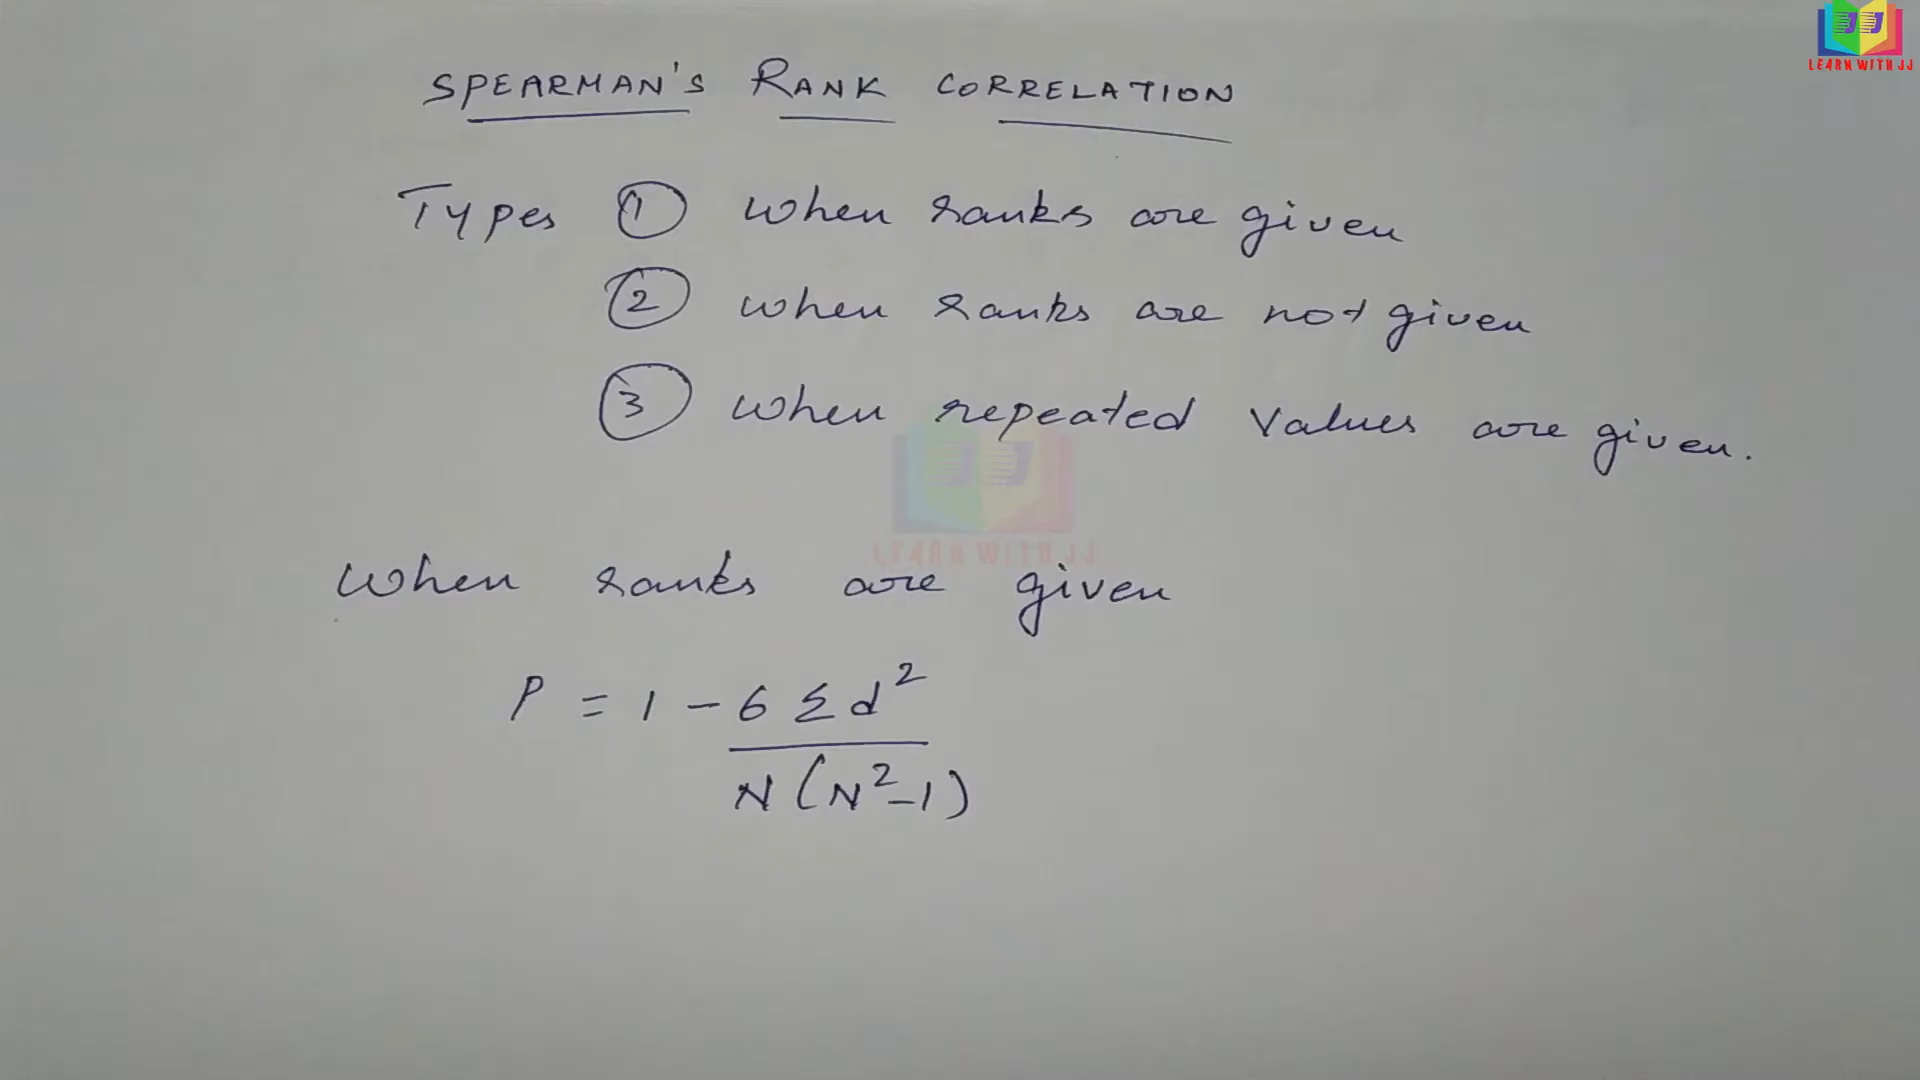 LEARN WITH JJ
SPEARMAN'S RANK CORRELATION
Types ① When ranks are given
② When ranks are not given
③ When repeated values are given.
LEARN WITH JJ
When ranks are given
P = 1 - 6 Σd²
N(N²-1)